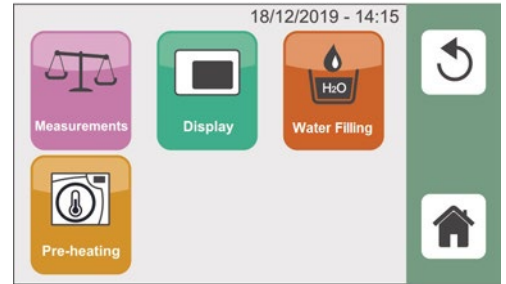 18/12/2019 - 14:15
Measurements
Display
H2O
Water Filling
Pre-heating